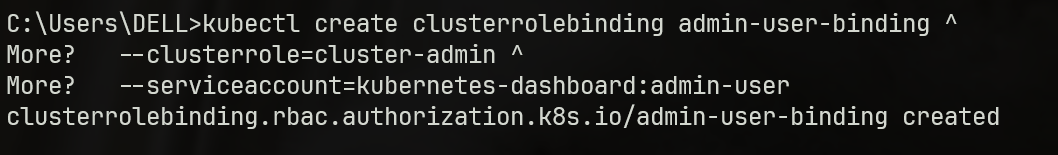 C:\Users\DELL>kubectl create clusterrolebinding admin-user-binding ^
More?   --clusterrole=cluster-admin ^
More?   --serviceaccount=kubernetes-dashboard:admin-user
clusterrolebinding.rbac.authorization.k8s.io/admin-user-binding created